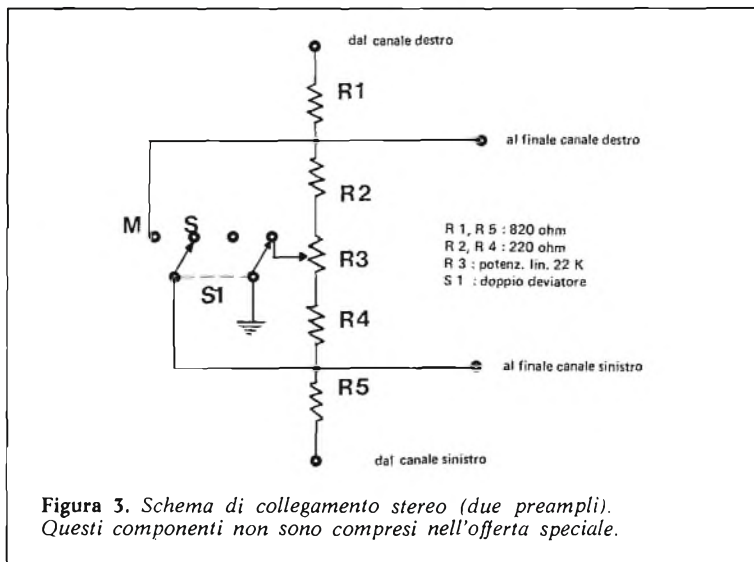 dal canale destro
R1
al finale canale destro
R2
M S
R 1, R 5 : 820 ohm
R 2, R 4 : 220 ohm
R3
R 3 : potenz. lin. 22 K
S 1 : doppio deviatore
S1
R4
al finale canale sinistro
R5
dal canale sinistro
Figura 3. Schema di collegamento stereo (due preampli).
Questi componenti non sono compresi nell'offerta speciale.